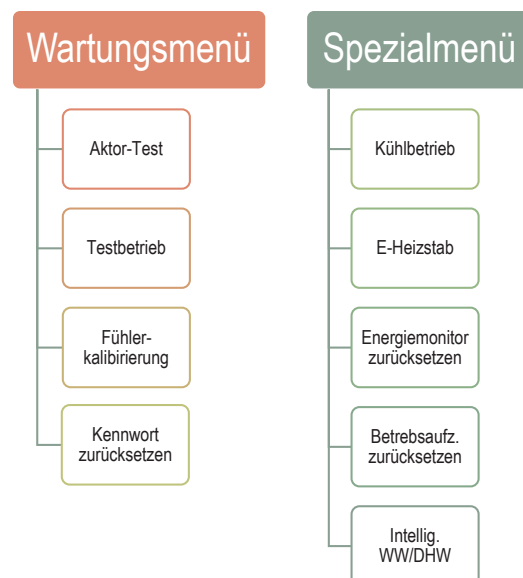 Wartungsmenü
Aktor-Test
Testbetrieb
Fühler-
kalibirierung
Kennwort
zurücksetzen
Spezialmenü
Kühlbetrieb
E-Heizstab
Energiemonitor
zurücksetzen
Betrebsaufz.
zurücksetzen
Intellig.
WW/DHW